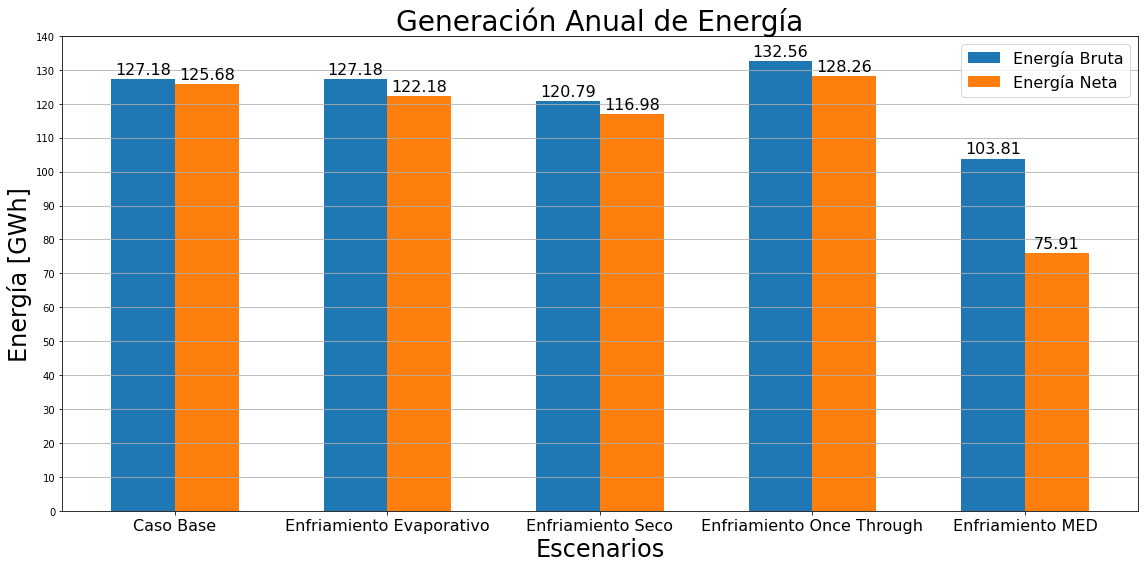 Generación Anual de Energía
Energía [GWh]
140
130
120
110
100
90
80
70
60
50
40
30
20
10
0
127.18
125.68
127.18
122.18
120.79
116.98
132.56
128.26
103.81
75.91
Energía Bruta
Energía Neta
Caso Base
Enfriamiento Evaporativo
Enfriamiento Seco
Enfriamiento Once Through
Enfriamiento MED
Escenarios